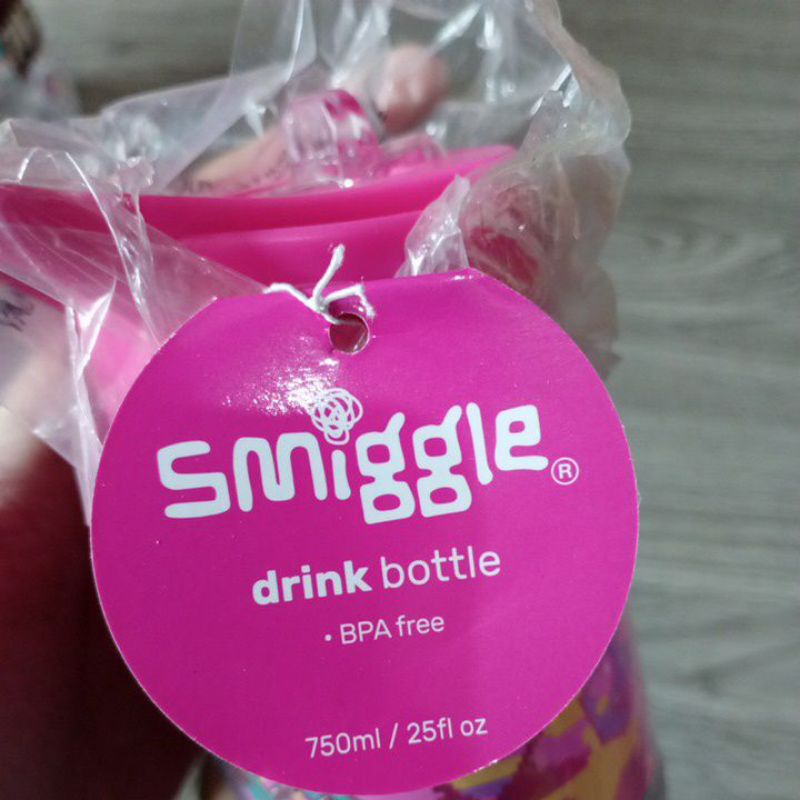 smiggle®
drink bottle
• BPA free
750ml / 25fl oz